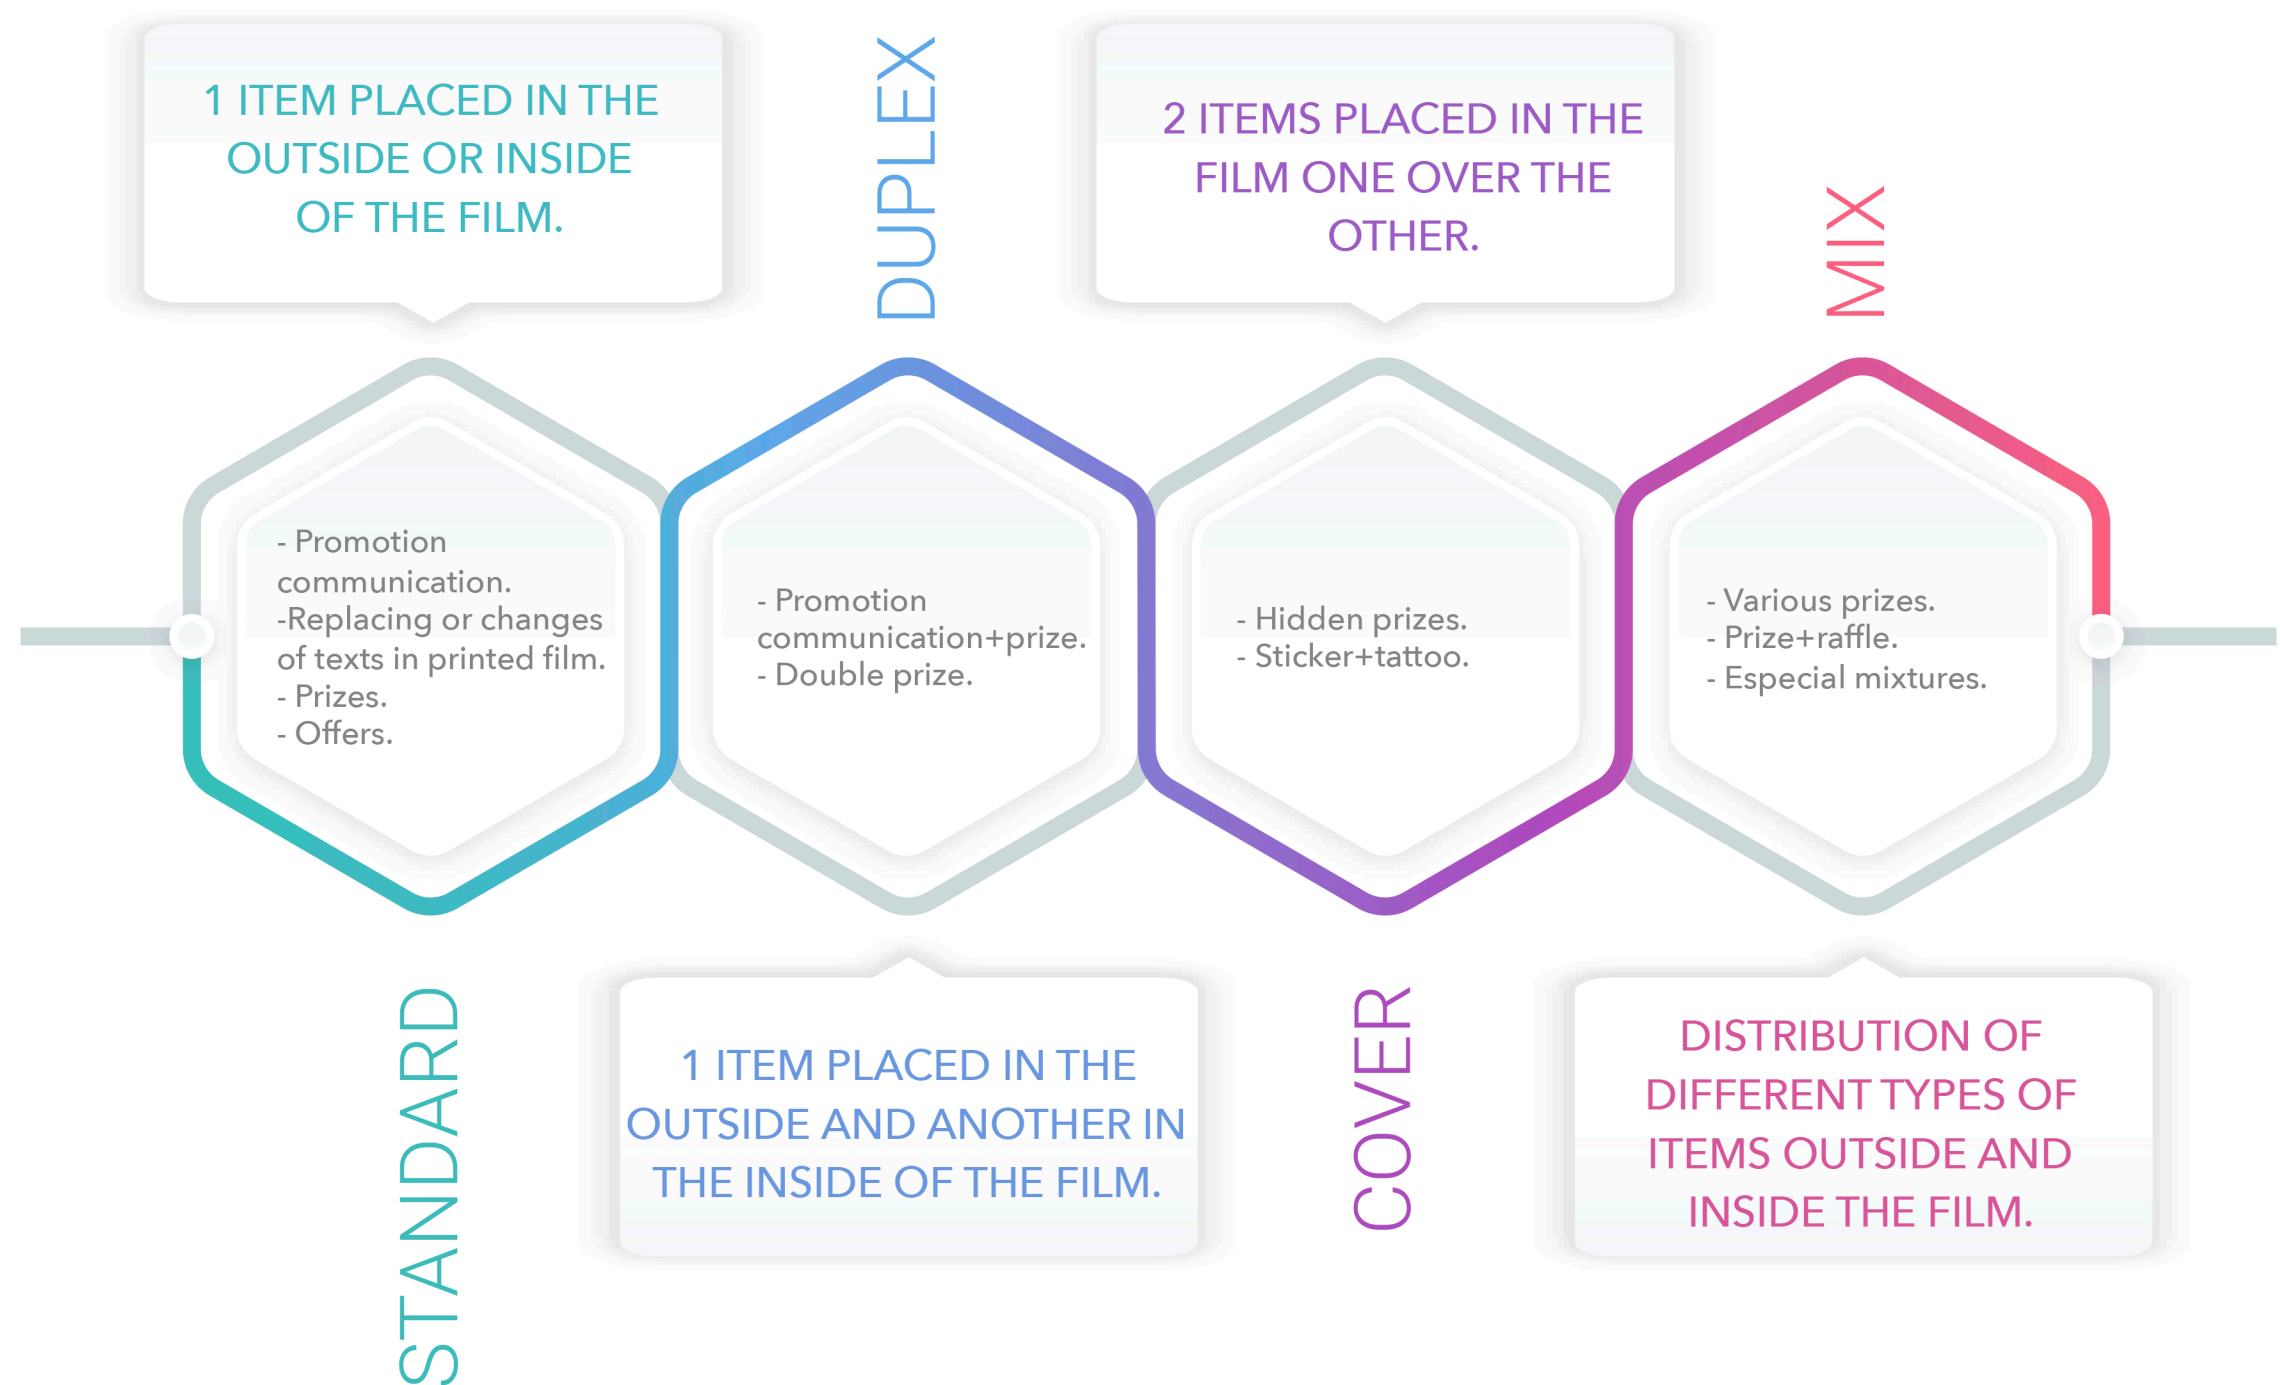 1 ITEM PLACED IN THE
OUTSIDE OR INSIDE
OF THE FILM.
- Promotion
communication.
-Replacing or changes
of texts in printed film.
- Prizes.
- Offers.
STANDARD
DUPLEX
- Promotion
communication+prize.
- Double prize.
1 ITEM PLACED IN THE
OUTSIDE AND ANOTHER IN
THE INSIDE OF THE FILM.
2 ITEMS PLACED IN THE
FILM ONE OVER THE
OTHER.
- Hidden prizes.
- Sticker+tattoo.
COVER
MIX
- Various prizes.
- Prize+raffle.
- Especial mixtures.
DISTRIBUTION OF
DIFFERENT TYPES OF
ITEMS OUTSIDE AND
INSIDE THE FILM.